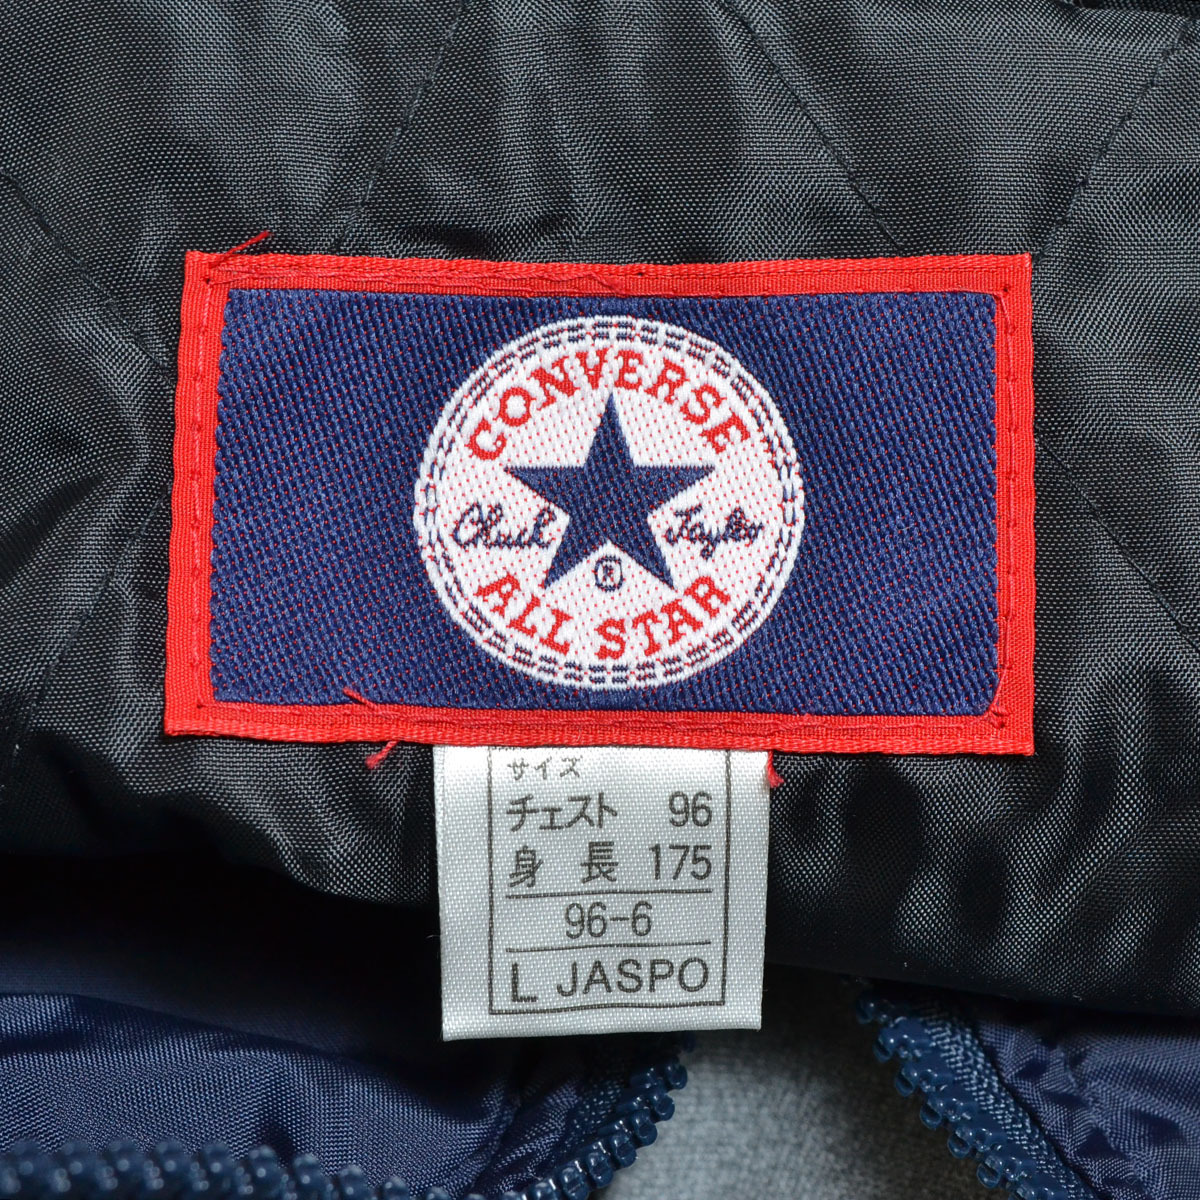 CONVERSE
Chuck Taylor
®
ALL STAR
サイズ
チェスト 96
身長 175
96-6
L JASPO